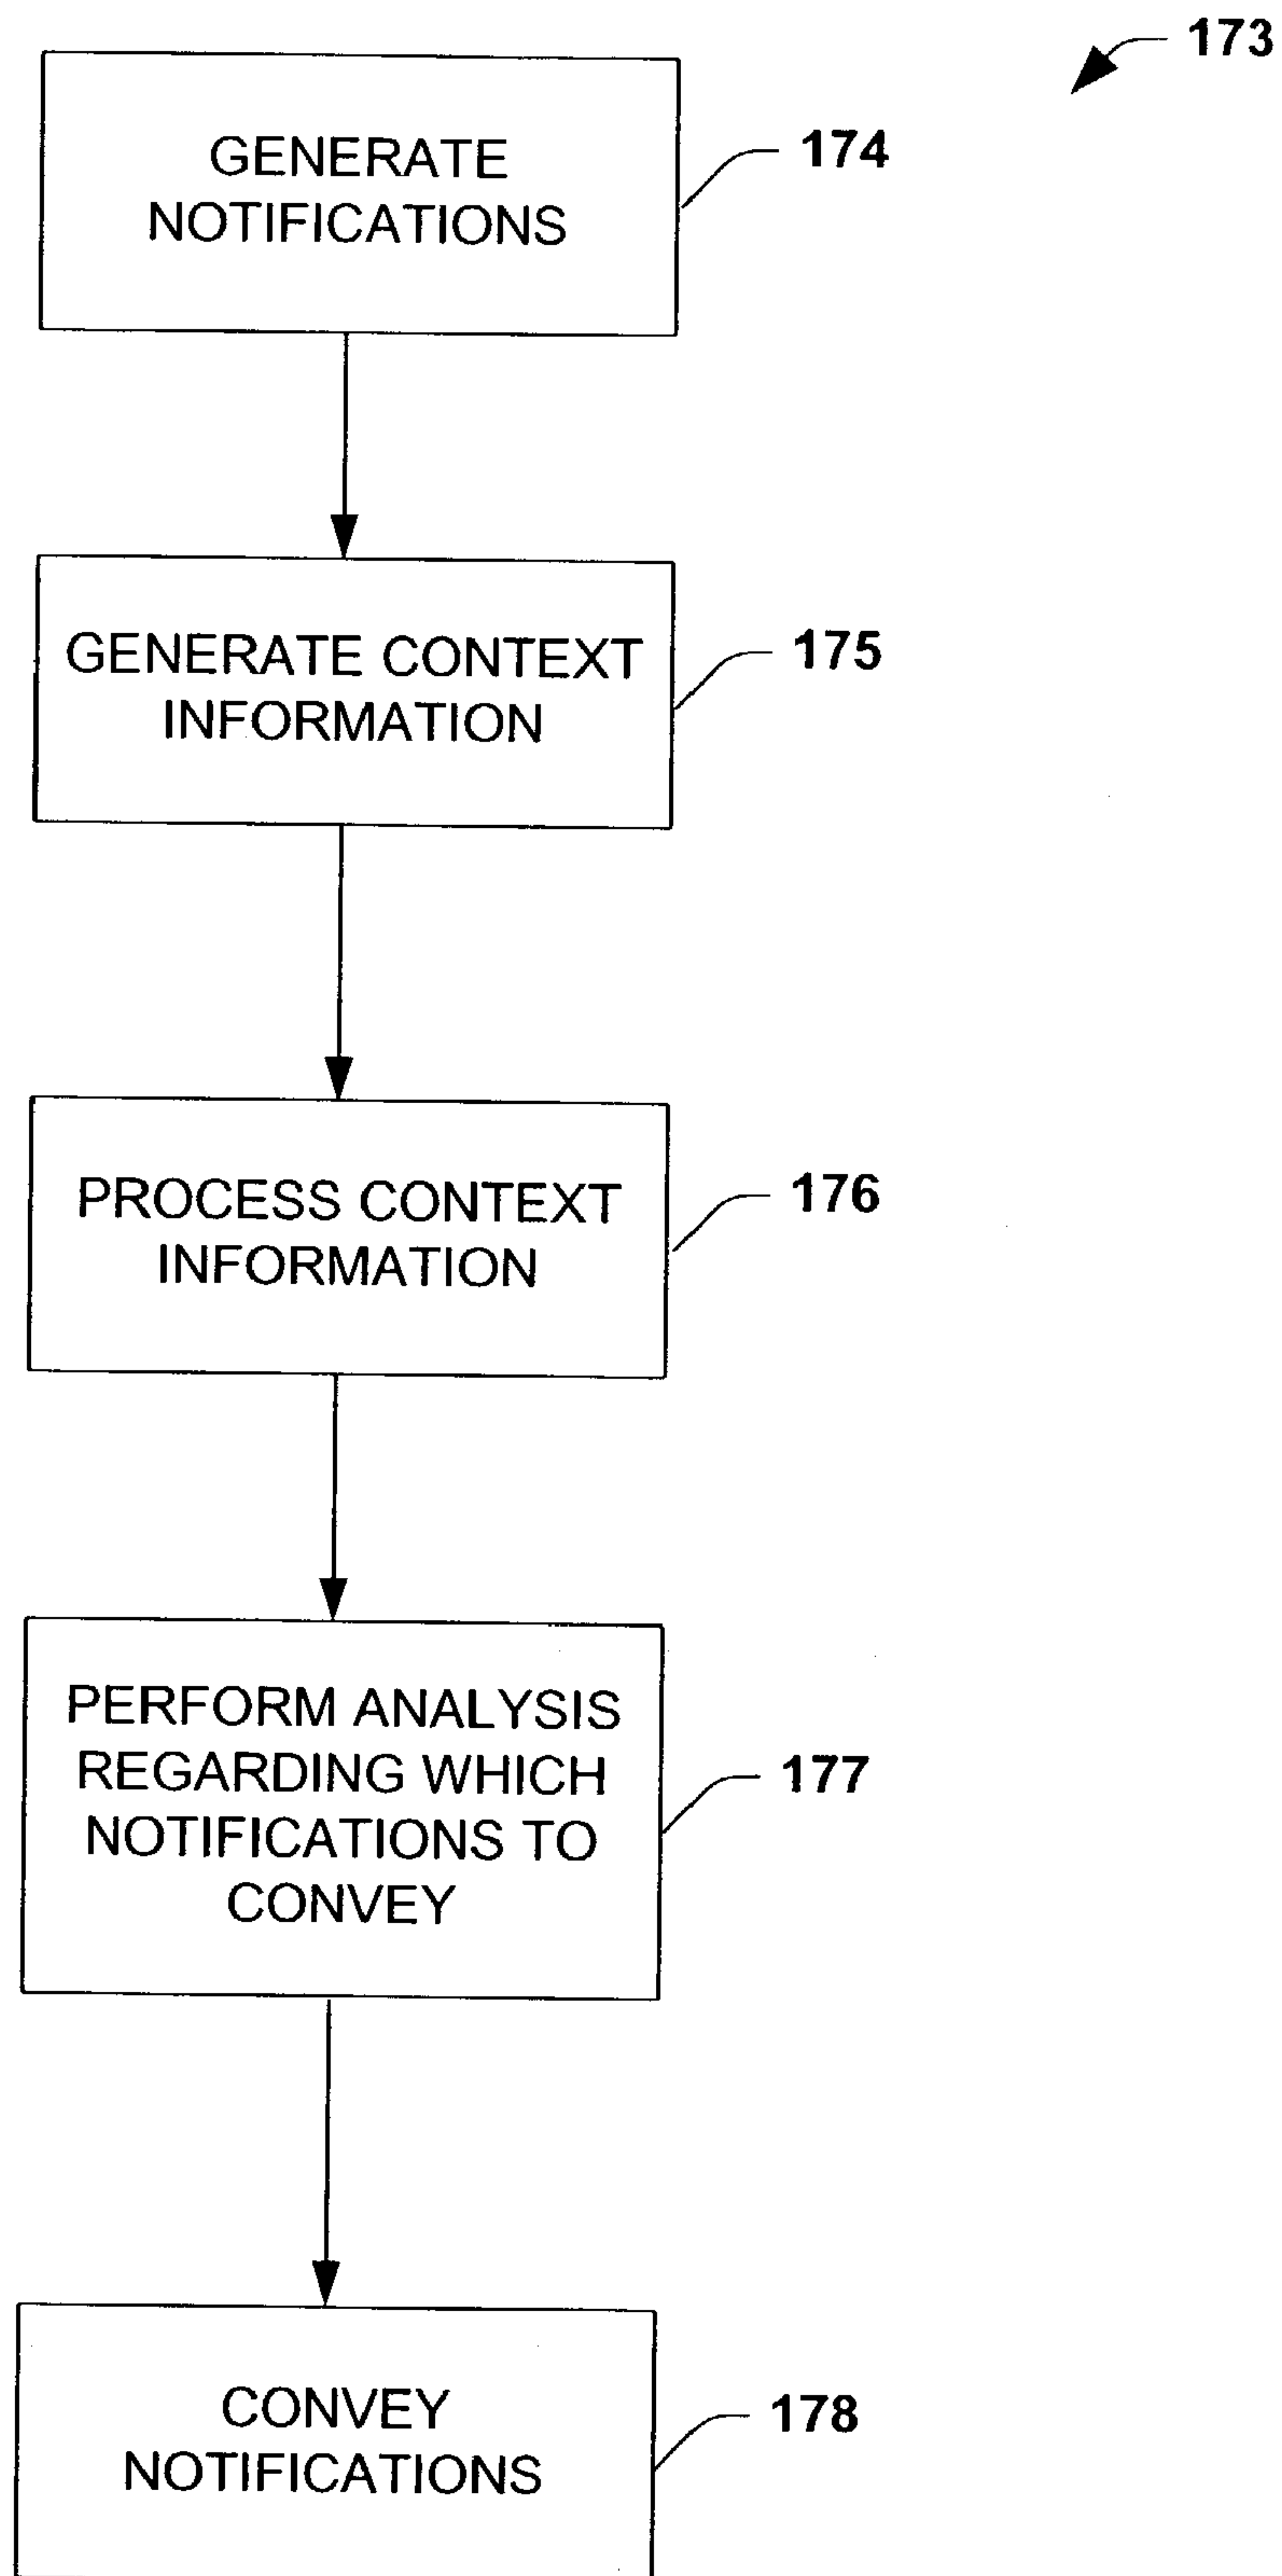 173
GENERATE
NOTIFICATIONS
174
GENERATE CONTEXT
INFORMATION
175
PROCESS CONTEXT
INFORMATION
176
PERFORM ANALYSIS
REGARDING WHICH
NOTIFICATIONS TO
CONVEY
177
CONVEY
NOTIFICATIONS
178